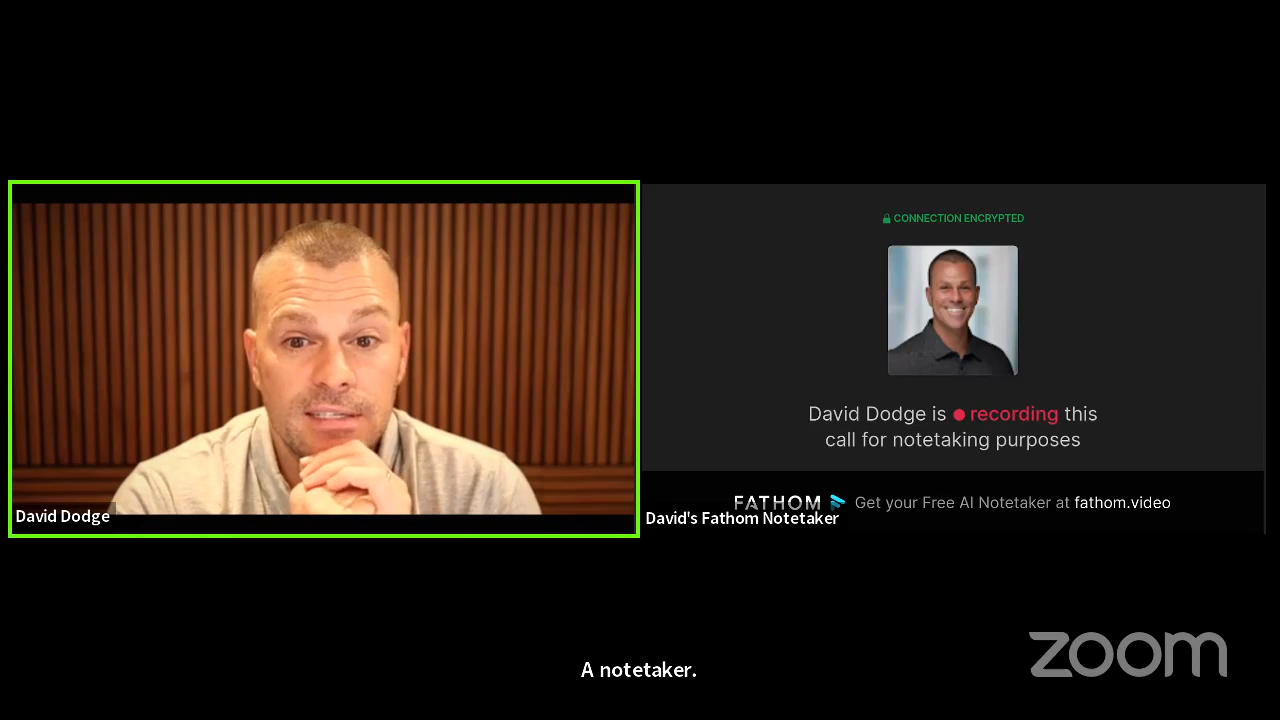 CONNECTION ENCRYPTED
David Dodge is recording this
call for notetaking purposes
FATHOM Get your Free AI Notetaker at fathom.video
David Dodge
David's Fathom Notetaker
A notetaker.
zoom